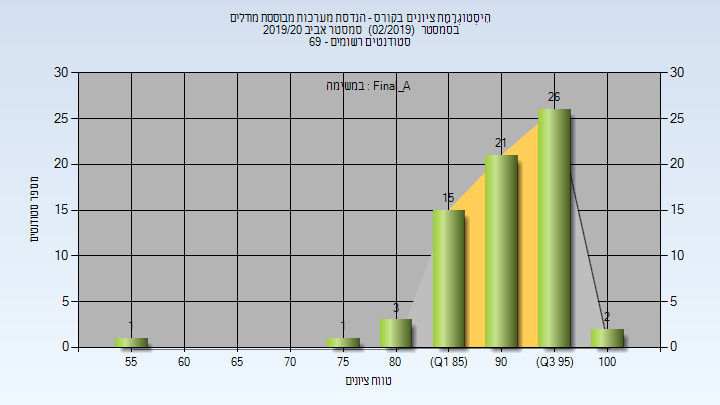 הִיסְטוֹגְרַמַת ציונים בקורס - הנדסת מערכות מבוססת מודלים
בסמסטר (02/2019) סמסטר אביב 2019/20
סטודנטים רשומים - 69
במשימה : Final_A
30 30
25 25
20 20
15 15
10 10
5 5
0 0
מספר סטודנטים
1 1 3 15 21 26 2
55 60 65 70 75 80 (Q1 85) 90 (Q3 95) 100
טווח ציונים